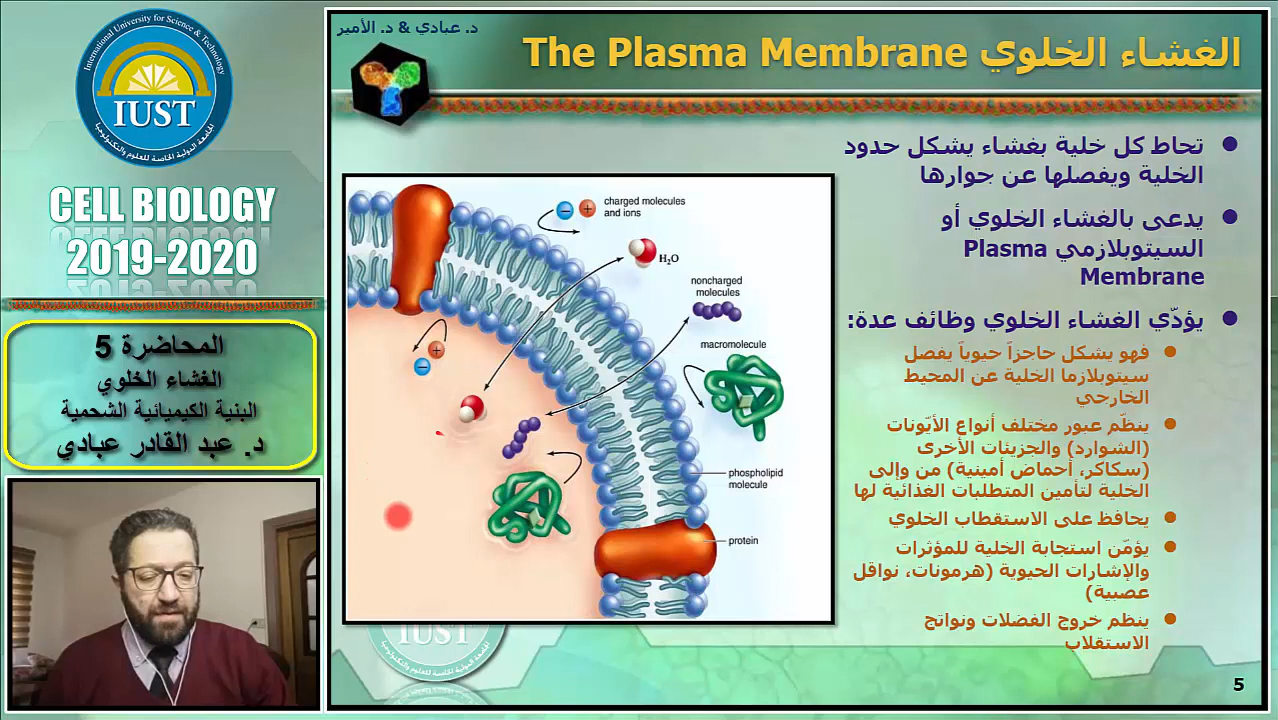 International University for Science & Technology
IUST
الجامعة الدولية الخاصة للعلوم والتكنولوجيا
CELL BIOLOGY
2019-2020
المحاضرة 5
الغشاء الخلوي
البنية الكيميائية الشحمية
د. عبد القادر عبادي
د. عبادي & د. الأمير
الغشاء الخلوي The Plasma Membrane
تحاط كل خلية بغشاء يشكل حدود
الخلية ويفصلها عن جوارها
يدعى بالغشاء الخلوي أو
السيتوبلازمي Plasma
Membrane
يؤدّي الغشاء الخلوي وظائف عدة:
فهو يشكل حاجزاً حيوياً يفصل
سيتوبلازما الخلية عن المحيط
الخارجي
ينظّم عبور مختلف أنواع الأيّونات
(الشوارد) والجزيئات الأخرى
(سكاكر، أحماض أمينية) من وإلى
الخلية لتأمين المتطلبات الغذائية لها
يحافظ على الاستقطاب الخلوي
يؤمّن استجابة الخلية للمؤثرات
والإشارات الحيوية (هرمونات، نواقل
عصبية)
ينظم خروج الفضلات ونواتج
الاستقلاب
charged molecules
and ions
− +
H₂O
noncharged
molecules
macromolecule
+
−
phospholipid
molecule
protein
IUST
5